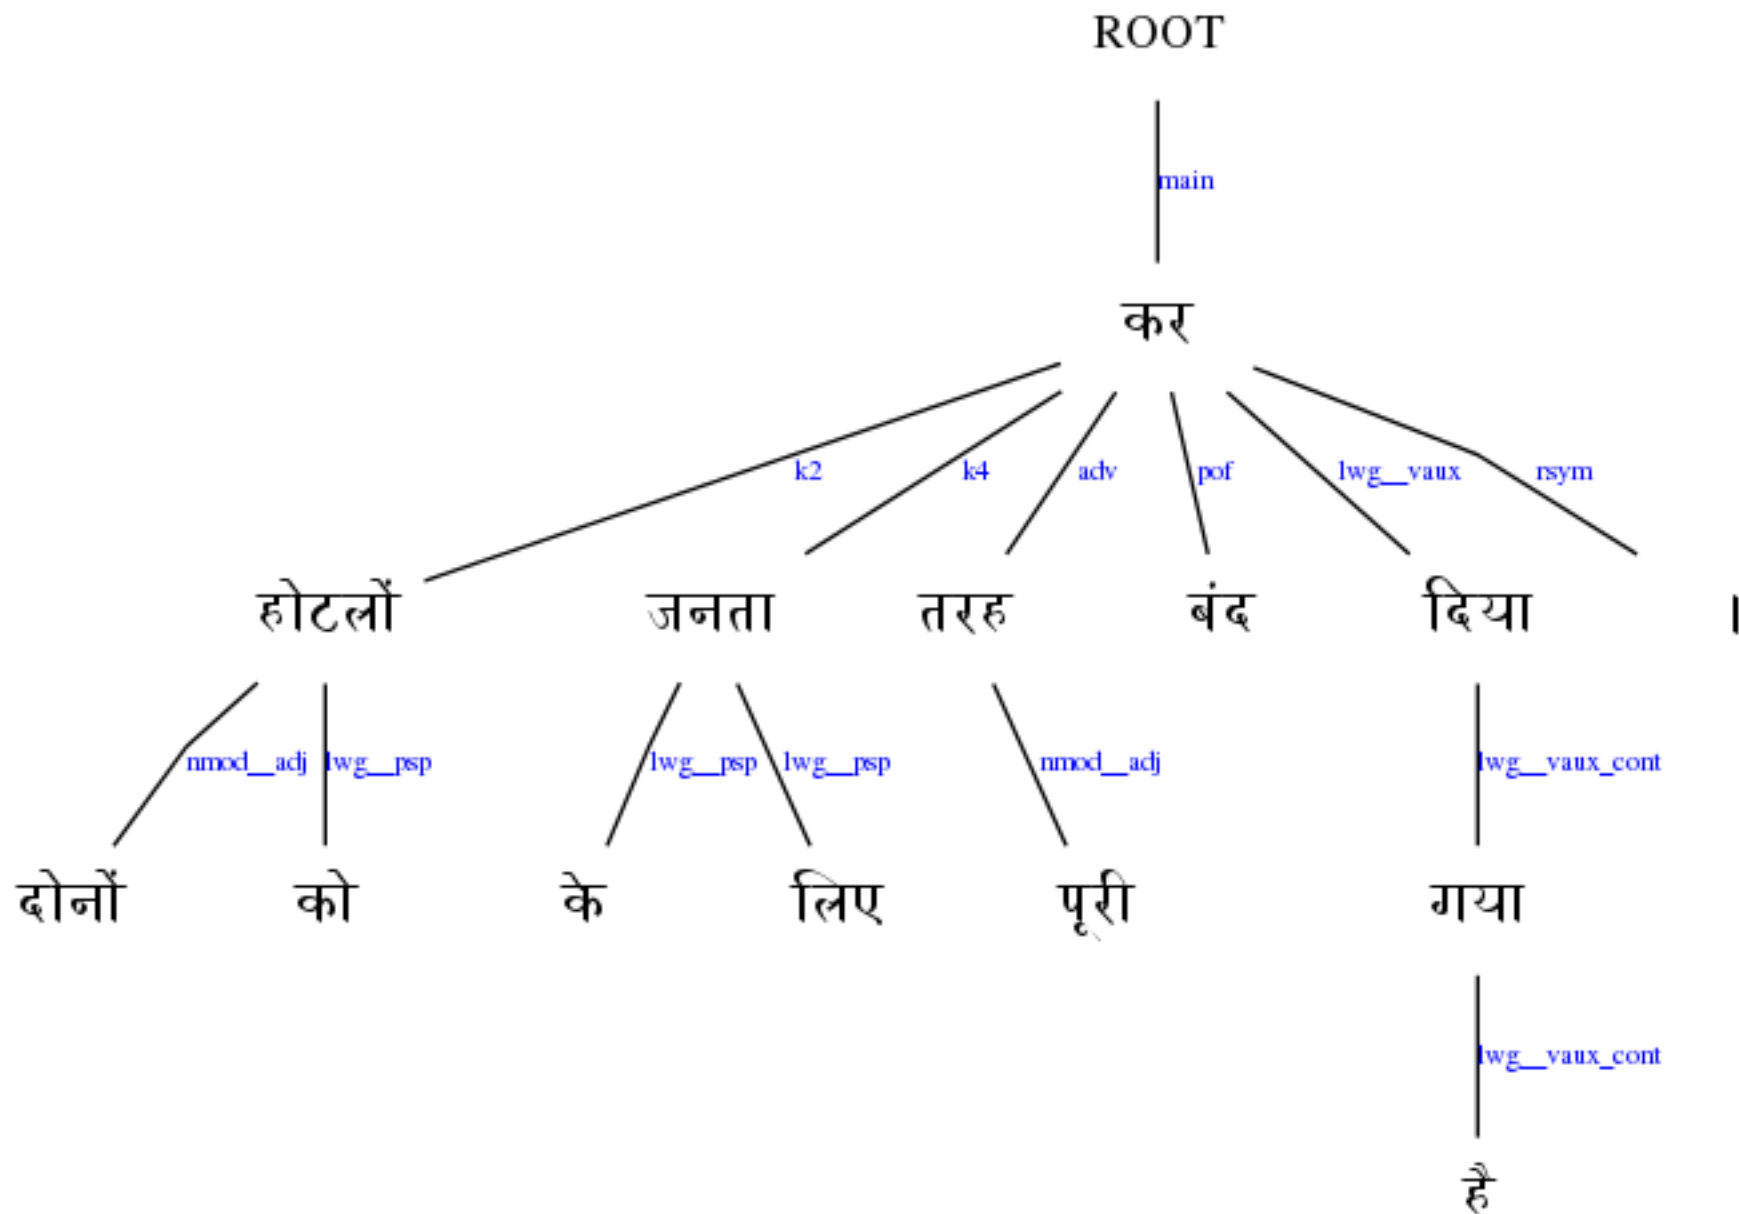 ROOT
main
कर
k2 k4 adv pof lwg__vaux rsym
होटलों जनता तरह बंद दिया ।
nmod__adj lwg__psp lwg__psp lwg__psp nmod__adj lwg__vaux_cont
दोनों को के लिए पूरी गया
lwg__vaux_cont
है